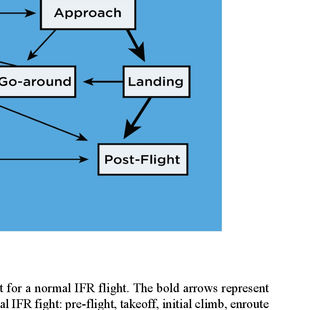 Approach
Go-around
Landing
Post-Flight
t for a normal IFR flight. The bold arrows represent
al IFR fight: pre-flight, takeoff, initial climb, enroute